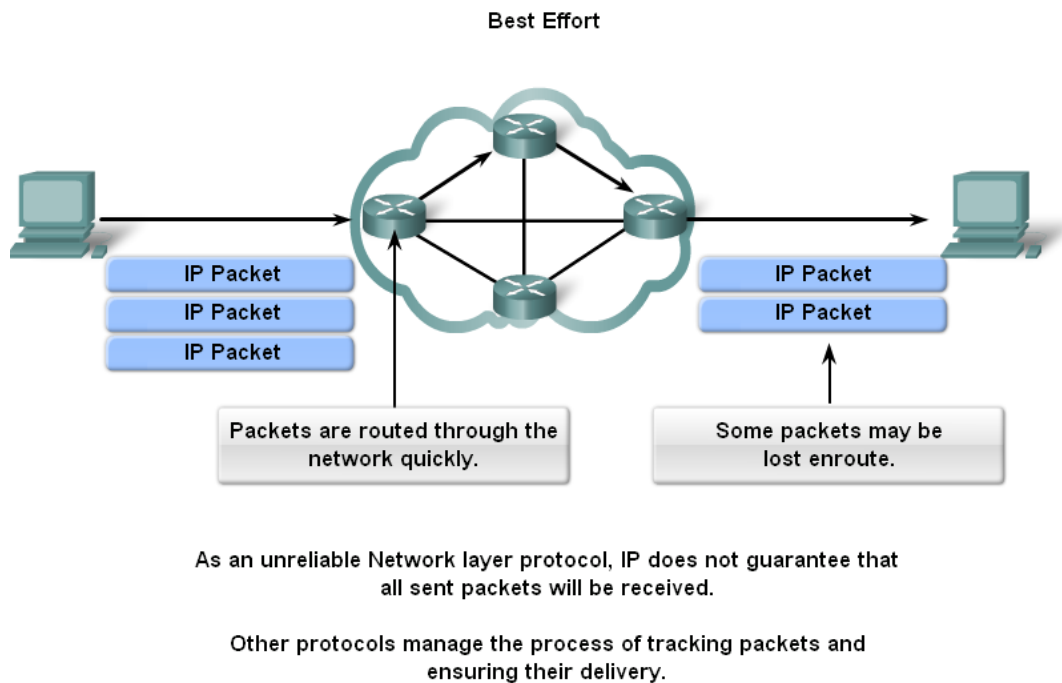 Best Effort
IP Packet
IP Packet
IP Packet
IP Packet
IP Packet
Packets are routed through the
network quickly.
Some packets may be
lost enroute.
As an unreliable Network layer protocol, IP does not guarantee that
all sent packets will be received.
Other protocols manage the process of tracking packets and
ensuring their delivery.